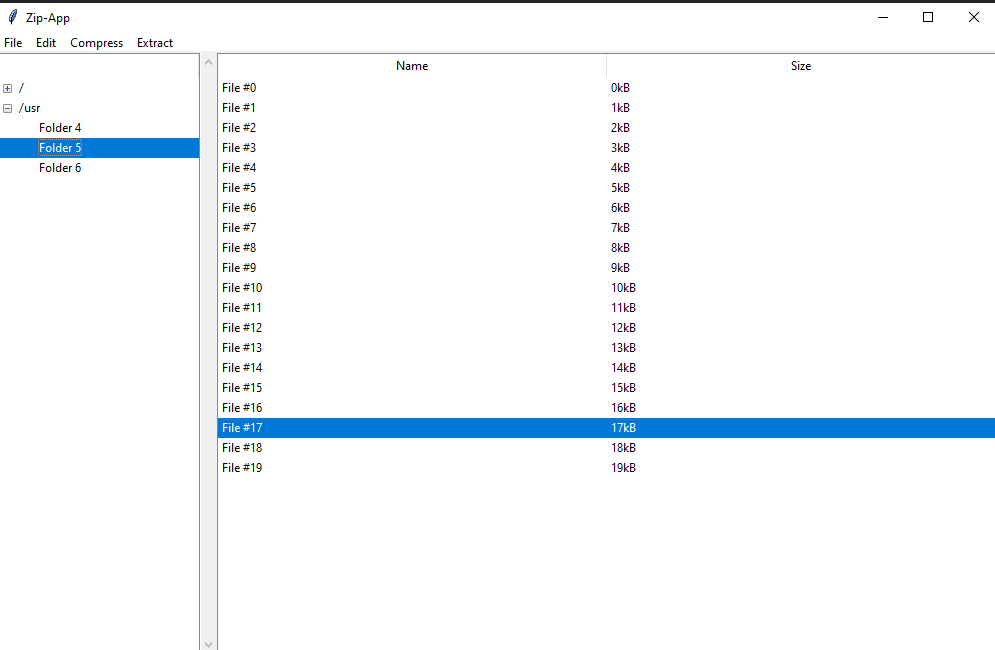 Zip-App
File Edit Compress Extract
Name Size
/
/usr
Folder 4
Folder 5
Folder 6
File #0 0kB
File #1 1kB
File #2 2kB
File #3 3kB
File #4 4kB
File #5 5kB
File #6 6kB
File #7 7kB
File #8 8kB
File #9 9kB
File #10 10kB
File #11 11kB
File #12 12kB
File #13 13kB
File #14 14kB
File #15 15kB
File #16 16kB
File #17 17kB
File #18 18kB
File #19 19kB